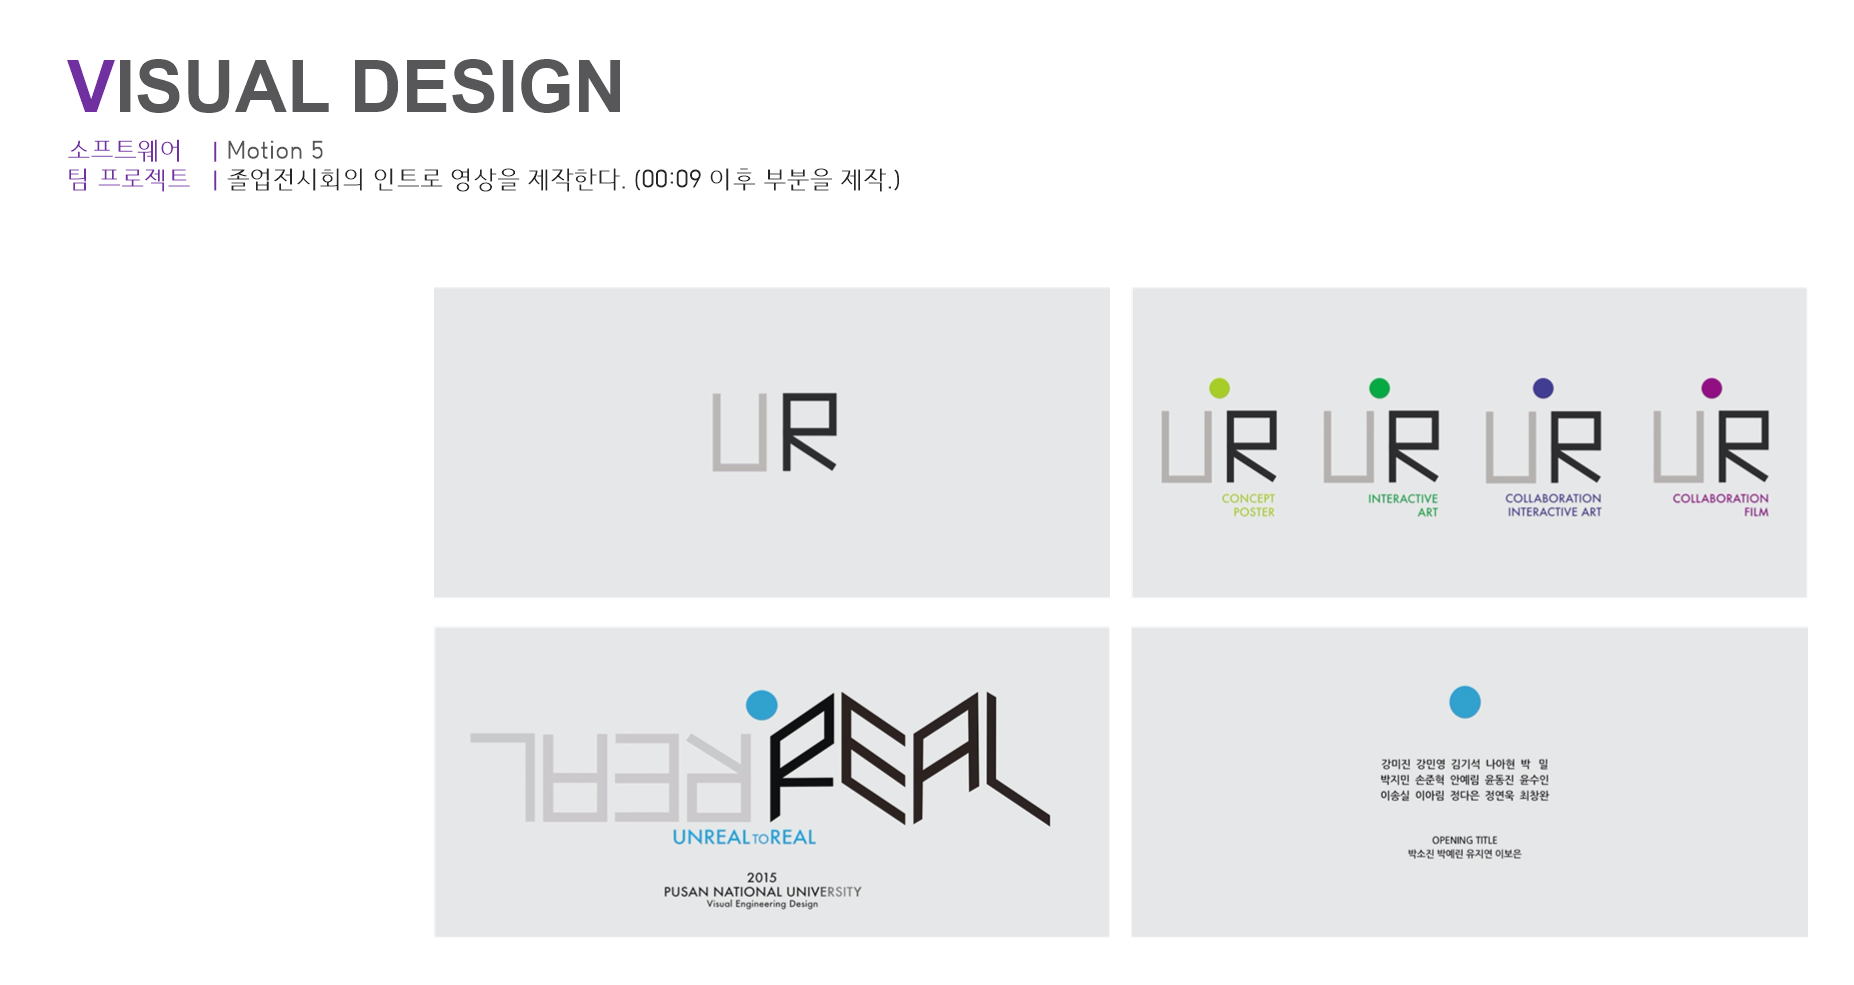 VISUAL DESIGN
소프트웨어 | Motion 5
팀 프로젝트 | 졸업전시회의 인트로 영상을 제작한다. (00:09 이후 부분을 제작.)
UR
UR UR UR UR
CONCEPT POSTER
INTERACTIVE ART
COLLABORATION INTERACTIVE ART
COLLABORATION FILM
REAL REAL
UNREAL TO REAL
2015
PUSAN NATIONAL UNIVERSITY
Visual Engineering Design
강미진 강민영 김기석 나아현 박 밀
박지민 손준혁 안예림 윤동진 윤수인
이송실 이아림 정다은 정연욱 최창완
OPENING TITLE
박소진 박예린 유지연 이보은